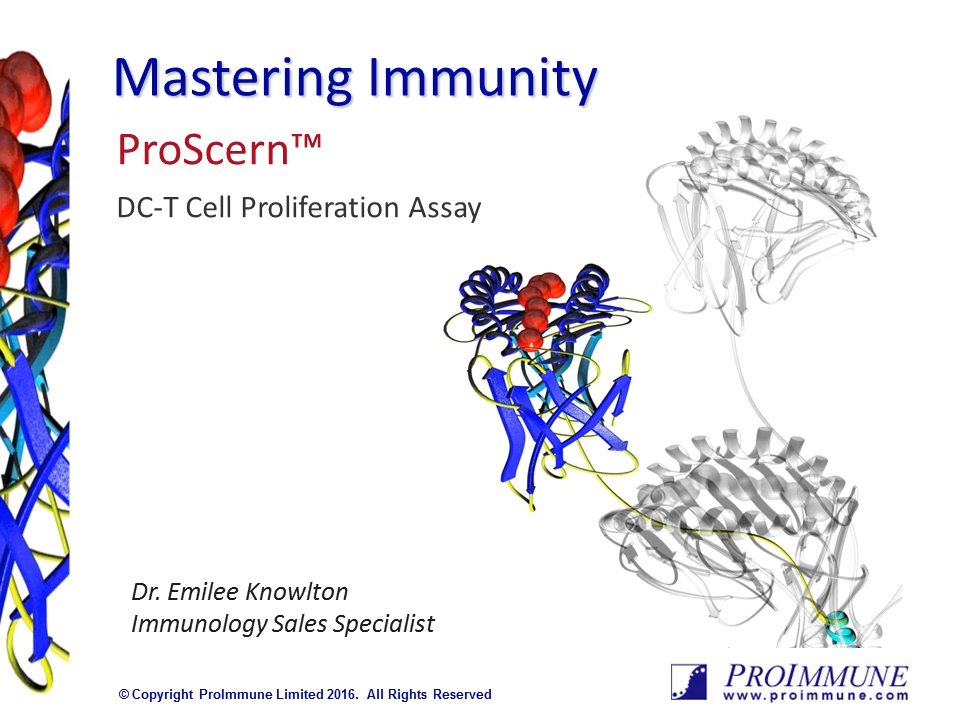 Mastering Immunity
ProScern™
DC-T Cell Proliferation Assay
Dr. Emilee Knowlton
Immunology Sales Specialist
© Copyright ProImmune Limited 2016. All Rights Reserved
PROIMMUNE
www.proimmune.com